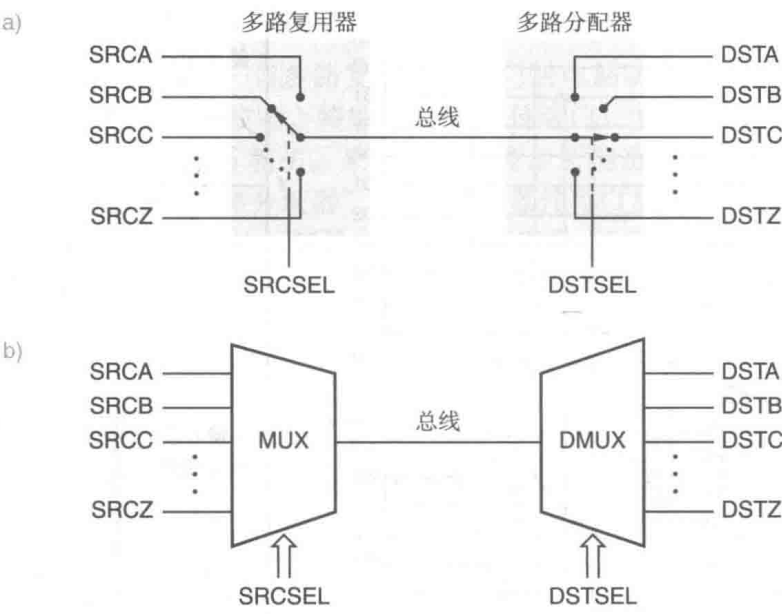 a)
多路复用器 多路分配器
SRCA DSTA
SRCB DSTB
总线
SRCC DSTC
SRCZ DSTZ
SRCSEL DSTSEL
b)
SRCA DSTA
SRCB DSTB
总线
SRCC MUX DMUX DSTC
SRCZ DSTZ
SRCSEL DSTSEL